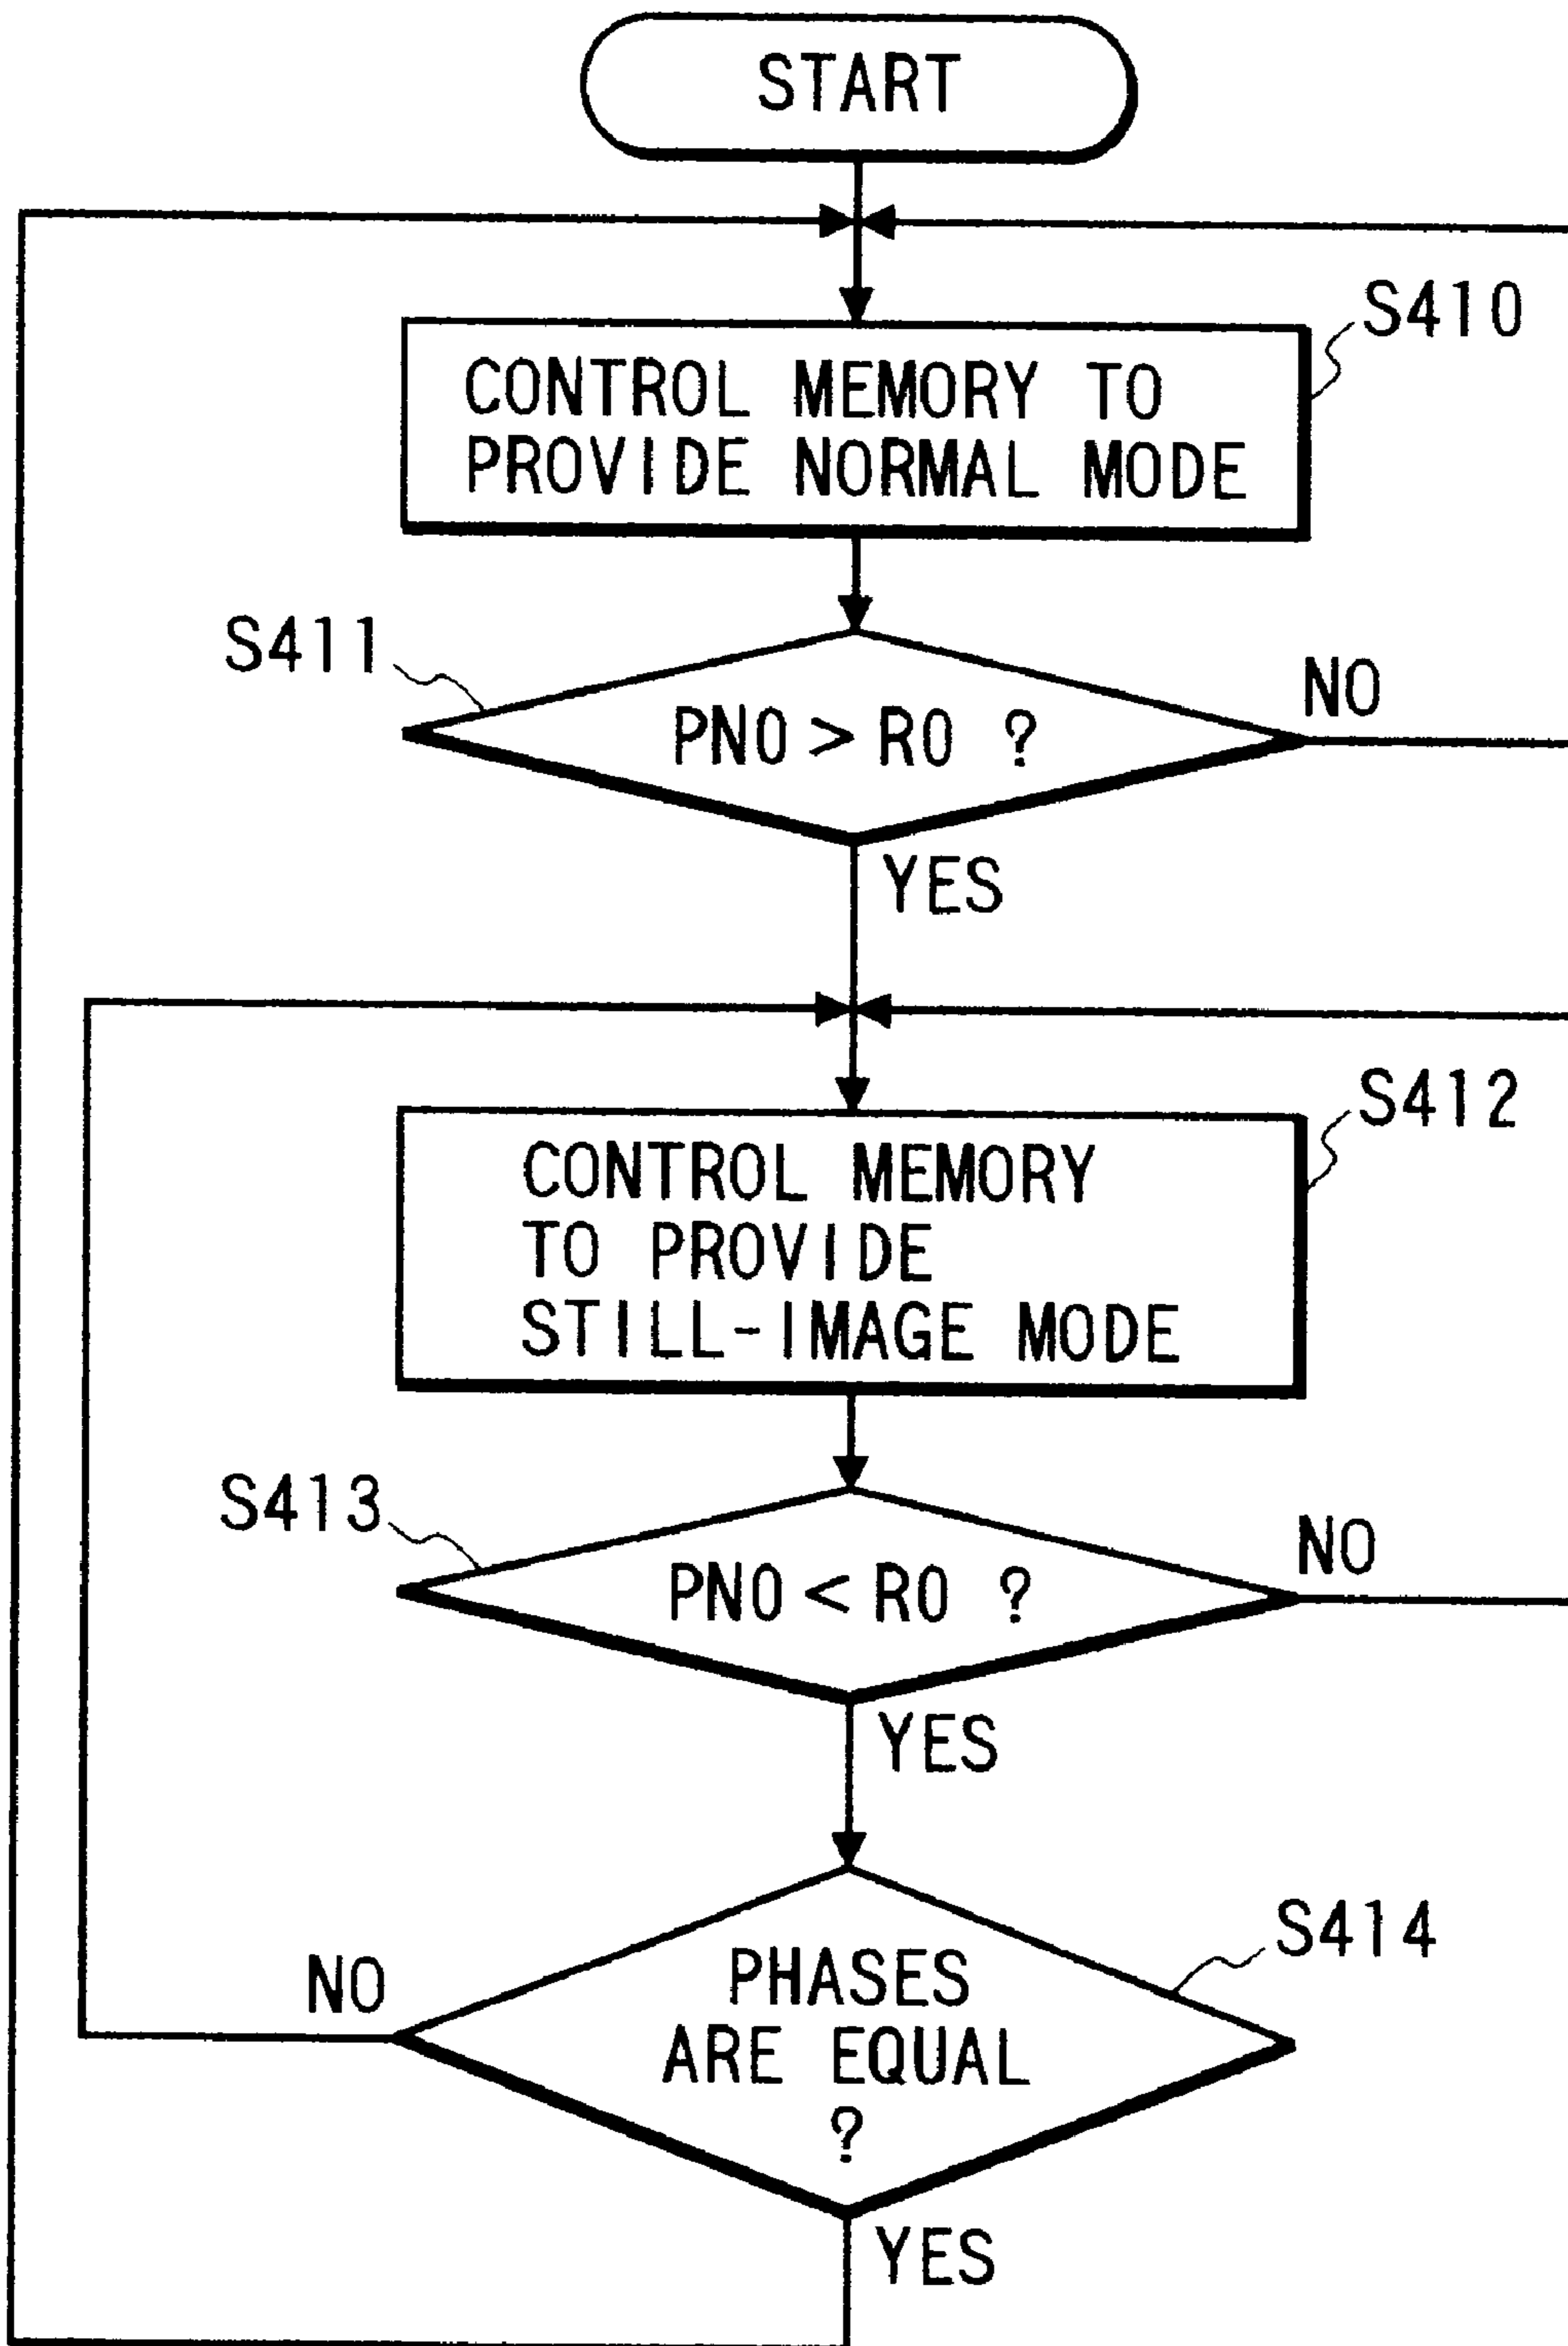 START
S410
CONTROL MEMORY TO
PROVIDE NORMAL MODE
S411
NO
PN0 > R0 ?
YES
S412
CONTROL MEMORY
TO PROVIDE
STILL-IMAGE MODE
S413
NO
PN0 < R0 ?
YES
S414
NO
PHASES
ARE EQUAL
?
YES